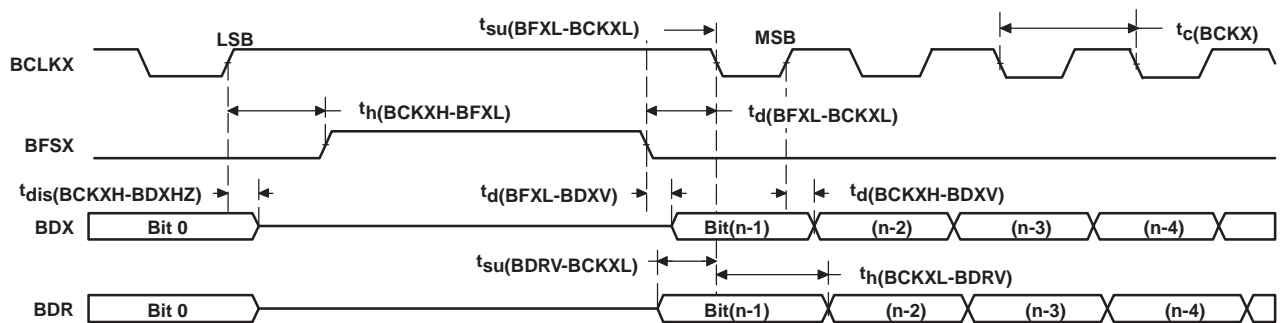 LSB
tsu(BFXL-BCKXL)
MSB
tc(BCKX)
BCLKX
th(BCKXH-BFXL)
td(BFXL-BCKXL)
BFSX
tdis(BCKXH-BDXHZ)
td(BFXL-BDXV)
td(BCKXH-BDXV)
BDX Bit 0 Bit(n-1) (n-2) (n-3) (n-4)
tsu(BDRV-BCKXL)
th(BCKXL-BDRV)
BDR Bit 0 Bit(n-1) (n-2) (n-3) (n-4)